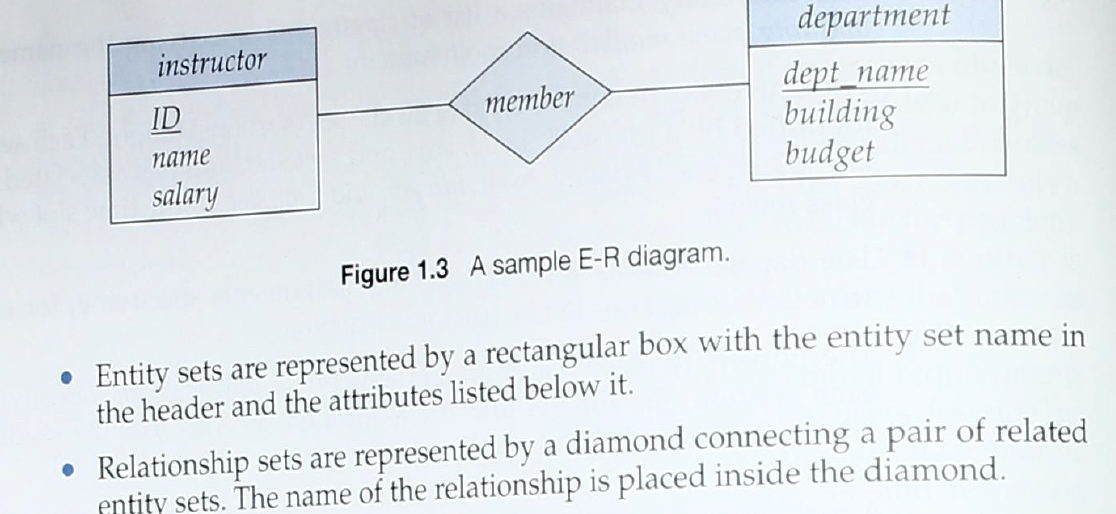 department
instructor
dept_name
member
ID
building
name
budget
salary
Figure 1.3 A sample E-R diagram.
• Entity sets are represented by a rectangular box with the entity set name in
the header and the attributes listed below it.
• Relationship sets are represented by a diamond connecting a pair of related
entity sets. The name of the relationship is placed inside the diamond.